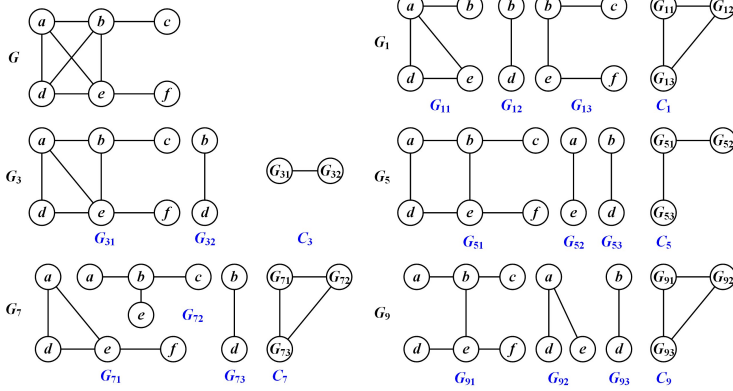 a b c
G
d e f
a b b b c G₁₁ G₁₂
G₁
d e d e f G₁₃
G₁₁ G₁₂ G₁₃ C₁
a b c b
G₃ G₃₁ G₃₂
d e f d
G₃₁ G₃₂ C₃
a b c a b G₅₁ G₅₂
G₅
d e f e d G₅₃
G₅₁ G₅₂ G₅₃ C₅
a a b c b G₇₁ G₇₂
G₇ e G₇₂
d e f d G₇₃
G₇₁ G₇₃ C₇
a b c a b G₉₁ G₉₂
G₉
d e f d e d G₉₃
G₉₁ G₉₂ G₉₃ C₉